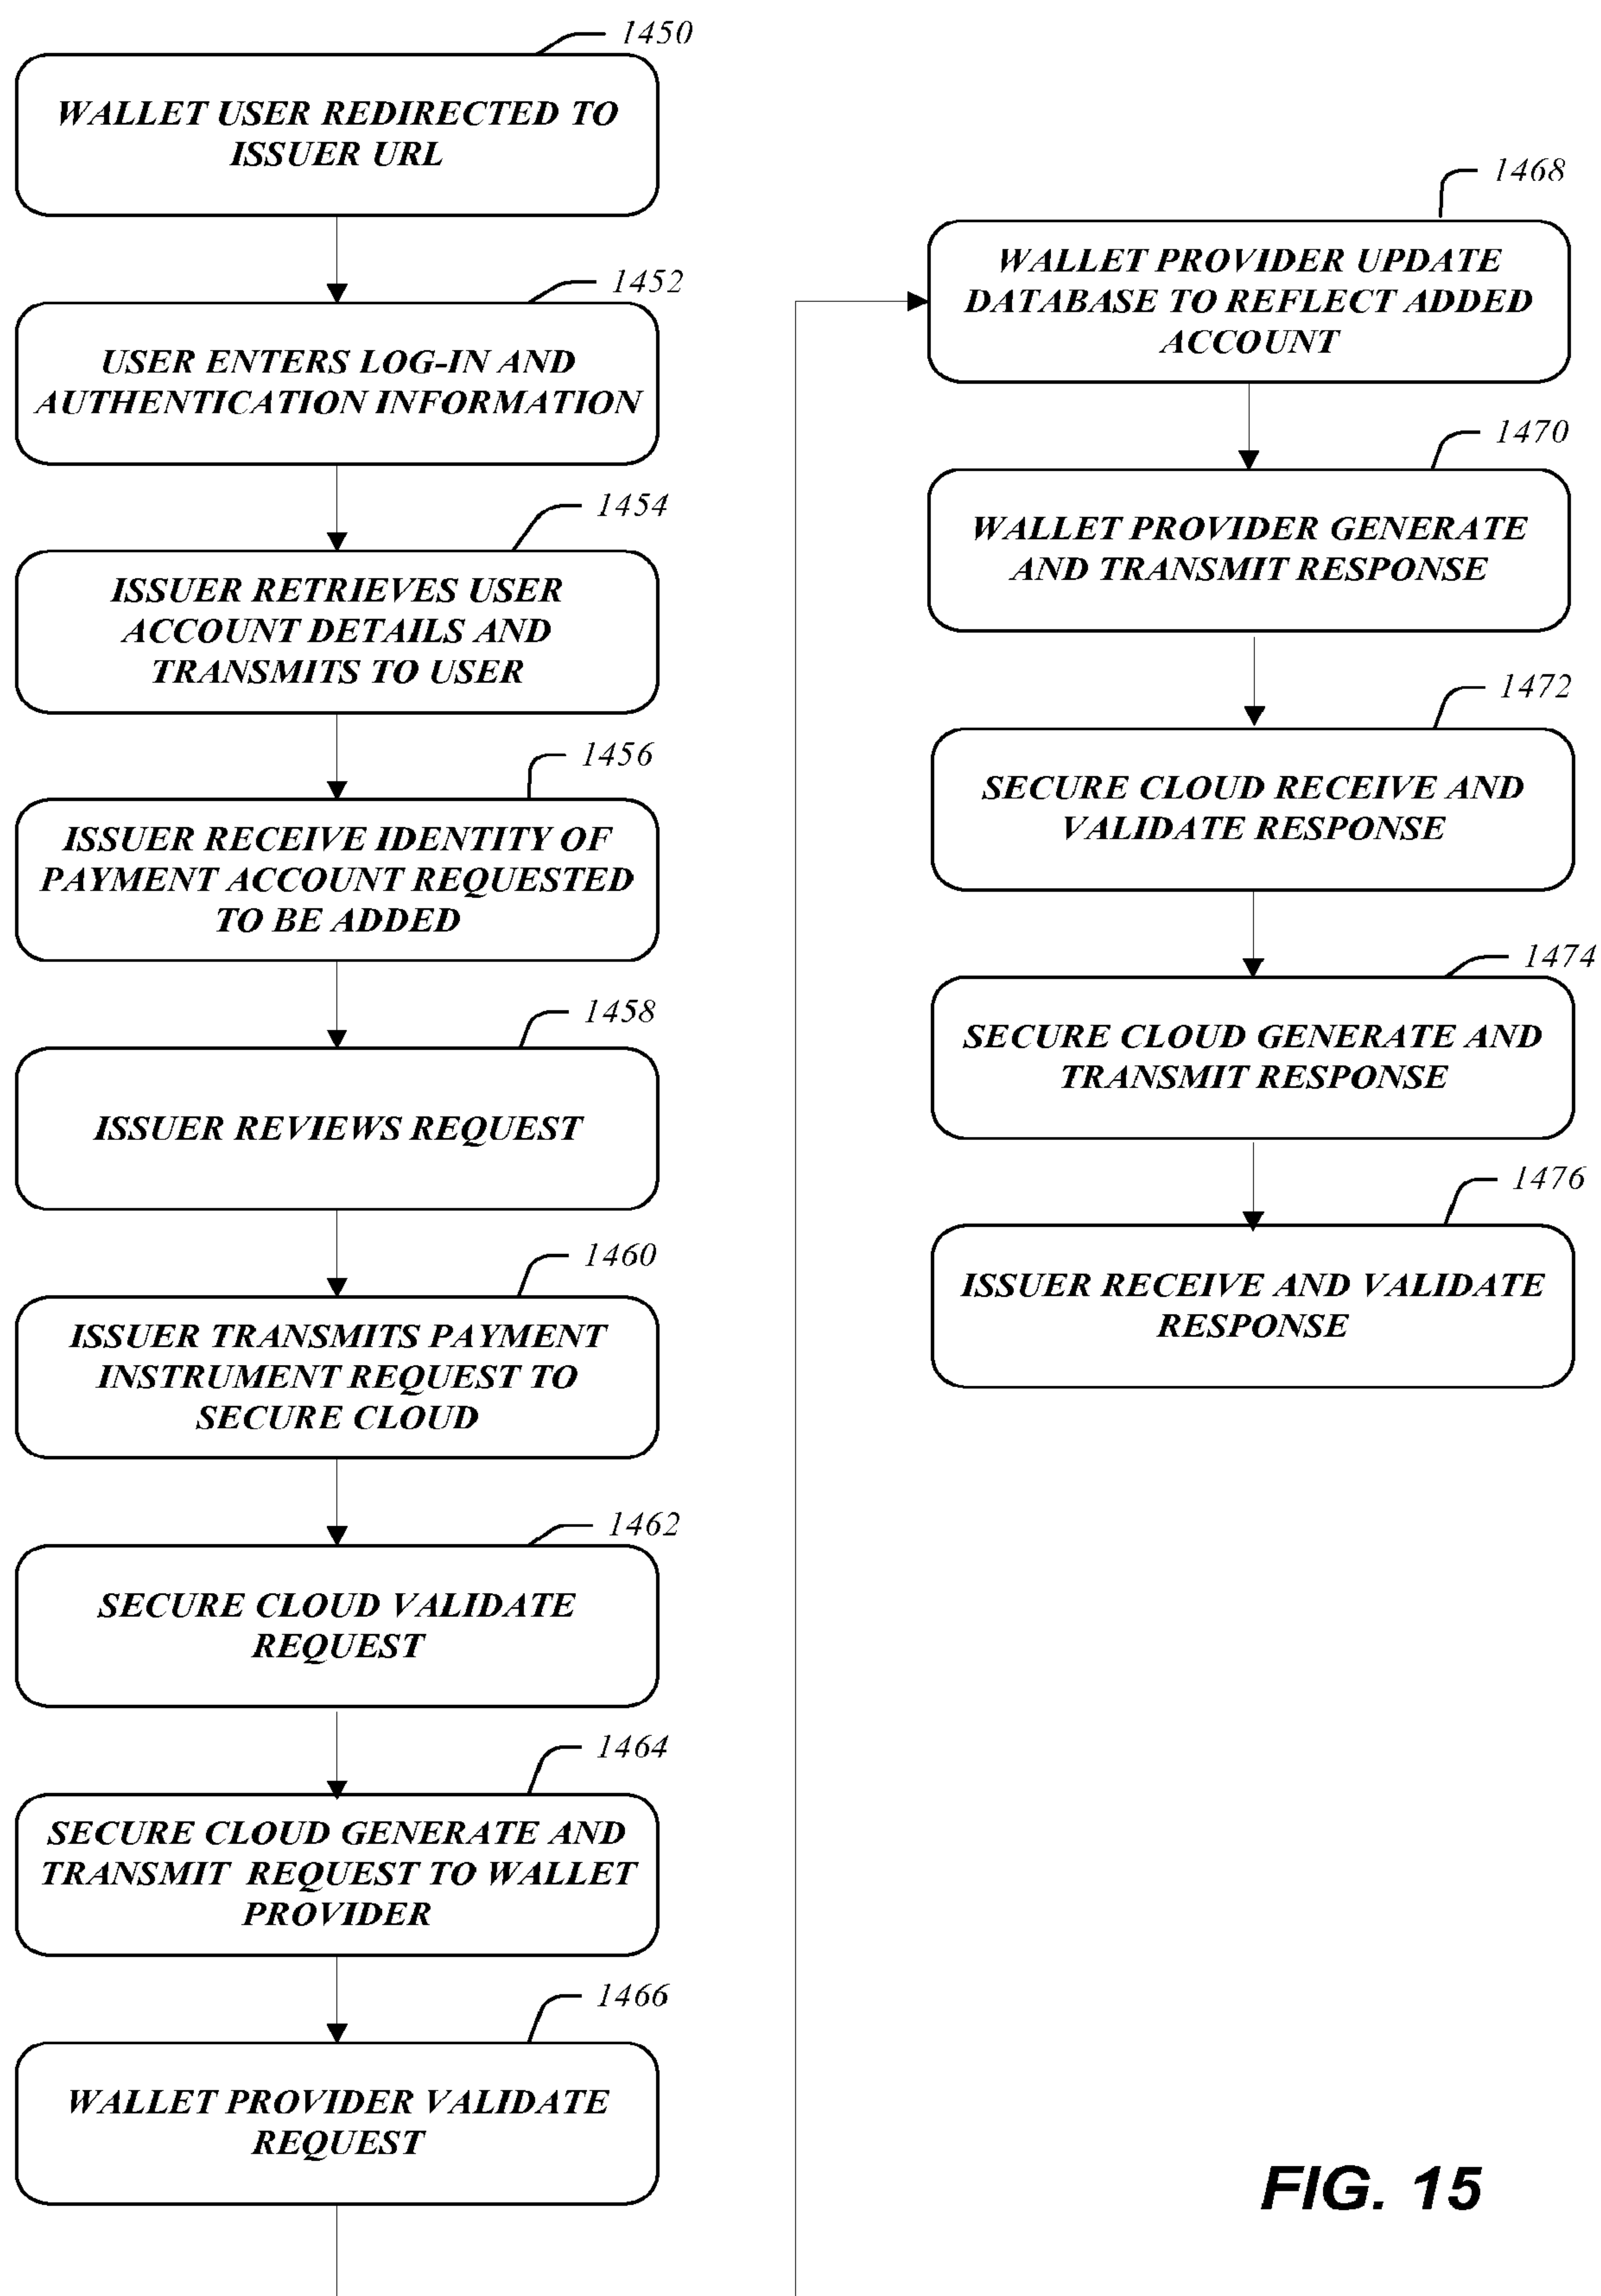 1450
WALLET USER REDIRECTED TO
ISSUER URL
1452
USER ENTERS LOG-IN AND
AUTHENTICATION INFORMATION
1454
ISSUER RETRIEVES USER
ACCOUNT DETAILS AND
TRANSMITS TO USER
1456
ISSUER RECEIVE IDENTITY OF
PAYMENT ACCOUNT REQUESTED
TO BE ADDED
1458
ISSUER REVIEWS REQUEST
1460
ISSUER TRANSMITS PAYMENT
INSTRUMENT REQUEST TO
SECURE CLOUD
1462
SECURE CLOUD VALIDATE
REQUEST
1464
SECURE CLOUD GENERATE AND
TRANSMIT REQUEST TO WALLET
PROVIDER
1466
WALLET PROVIDER VALIDATE
REQUEST
1468
WALLET PROVIDER UPDATE
DATABASE TO REFLECT ADDED
ACCOUNT
1470
WALLET PROVIDER GENERATE
AND TRANSMIT RESPONSE
1472
SECURE CLOUD RECEIVE AND
VALIDATE RESPONSE
1474
SECURE CLOUD GENERATE AND
TRANSMIT RESPONSE
1476
ISSUER RECEIVE AND VALIDATE
RESPONSE
FIG. 15